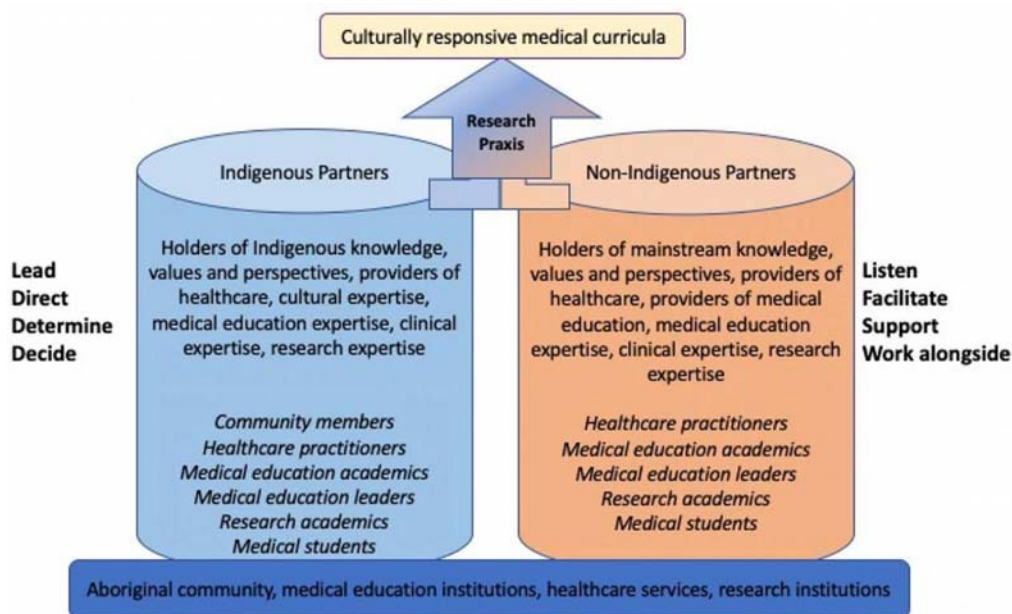 Culturally responsive medical curricula
Research
Praxis
Indigenous Partners
Non-Indigenous Partners
Lead
Direct
Determine
Decide
Holders of Indigenous knowledge,
values and perspectives, providers
of healthcare, cultural expertise,
medical education expertise, clinical
expertise, research expertise
Community members
Healthcare practitioners
Medical education academics
Medical education leaders
Research academics
Medical students
Holders of mainstream knowledge,
values and perspectives, providers of
healthcare, providers of medical
education, medical education
expertise, clinical expertise, research
expertise
Healthcare practitioners
Medical education academics
Medical education leaders
Research academics
Medical students
Listen
Facilitate
Support
Work alongside
Aboriginal community, medical education institutions, healthcare services, research institutions